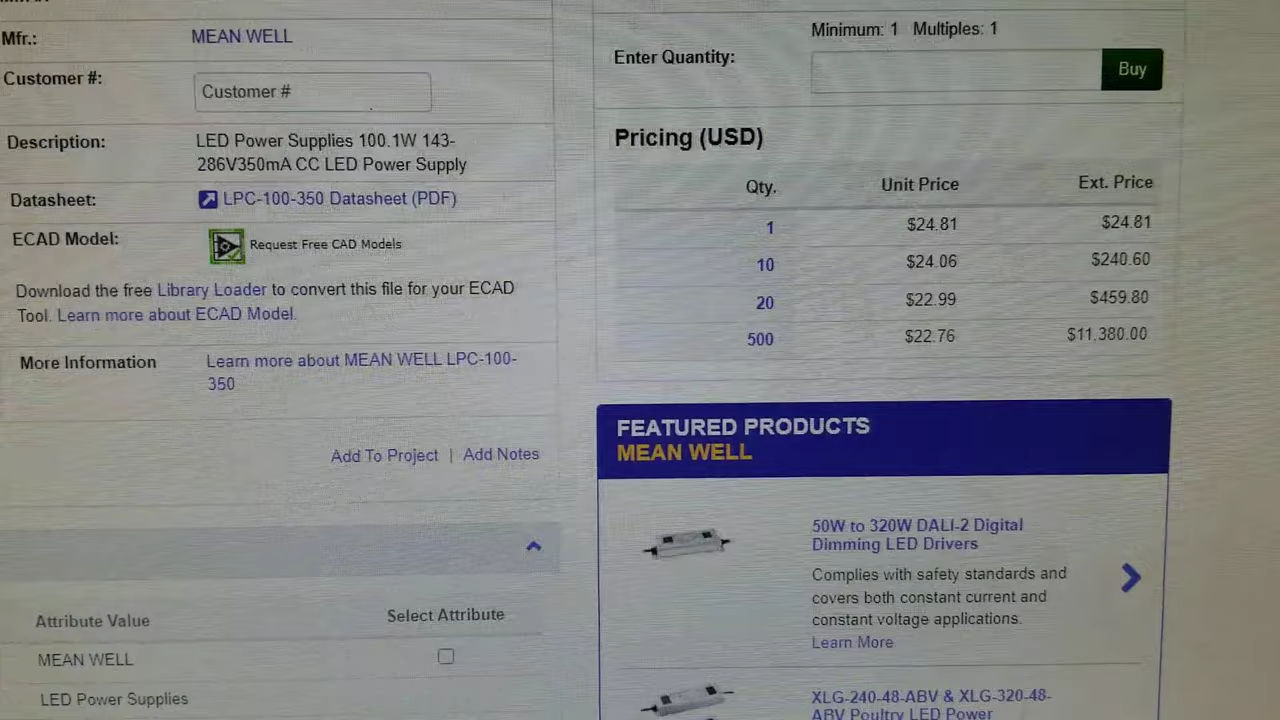 Mfr.: MEAN WELL
Customer #: Customer #
Description: LED Power Supplies 100.1W 143-
286V350mA CC LED Power Supply
Datasheet: LPC-100-350 Datasheet (PDF)
ECAD Model: Request Free CAD Models
Download the free Library Loader to convert this file for your ECAD
Tool. Learn more about ECAD Model.
More Information Learn more about MEAN WELL LPC-100-
350
Add To Project | Add Notes
Attribute Value Select Attribute
MEAN WELL
LED Power Supplies
Minimum: 1 Multiples: 1
Enter Quantity: Buy
Pricing (USD)
Qty. Unit Price Ext. Price
1 $24.81 $24.81
10 $24.06 $240.60
20 $22.99 $459.80
500 $22.76 $11,380.00
FEATURED PRODUCTS
MEAN WELL
50W to 320W DALI-2 Digital
Dimming LED Drivers
Complies with safety standards and
covers both constant current and
constant voltage applications.
Learn More
XLG-240-48-ABV & XLG-320-48-
ABV Poultry LED Power